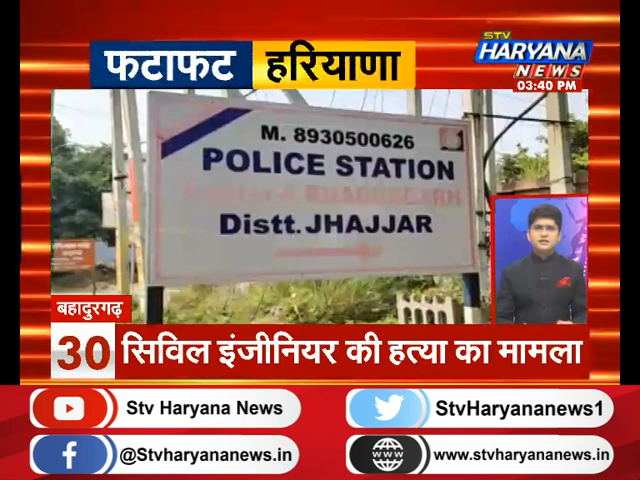 फटाफट हरियाणा
STV
HARYANA
NEWS
03:40 PM
M. 8930500626
POLICE STATION
BHADURGARH
Distt. JHAJJAR
बहादुरगढ़
30 सिविल इंजीनियर की हत्या का मामला
Stv Haryana News
StvHaryananews1
@Stvharyananews.in
www.stvharyananews.in